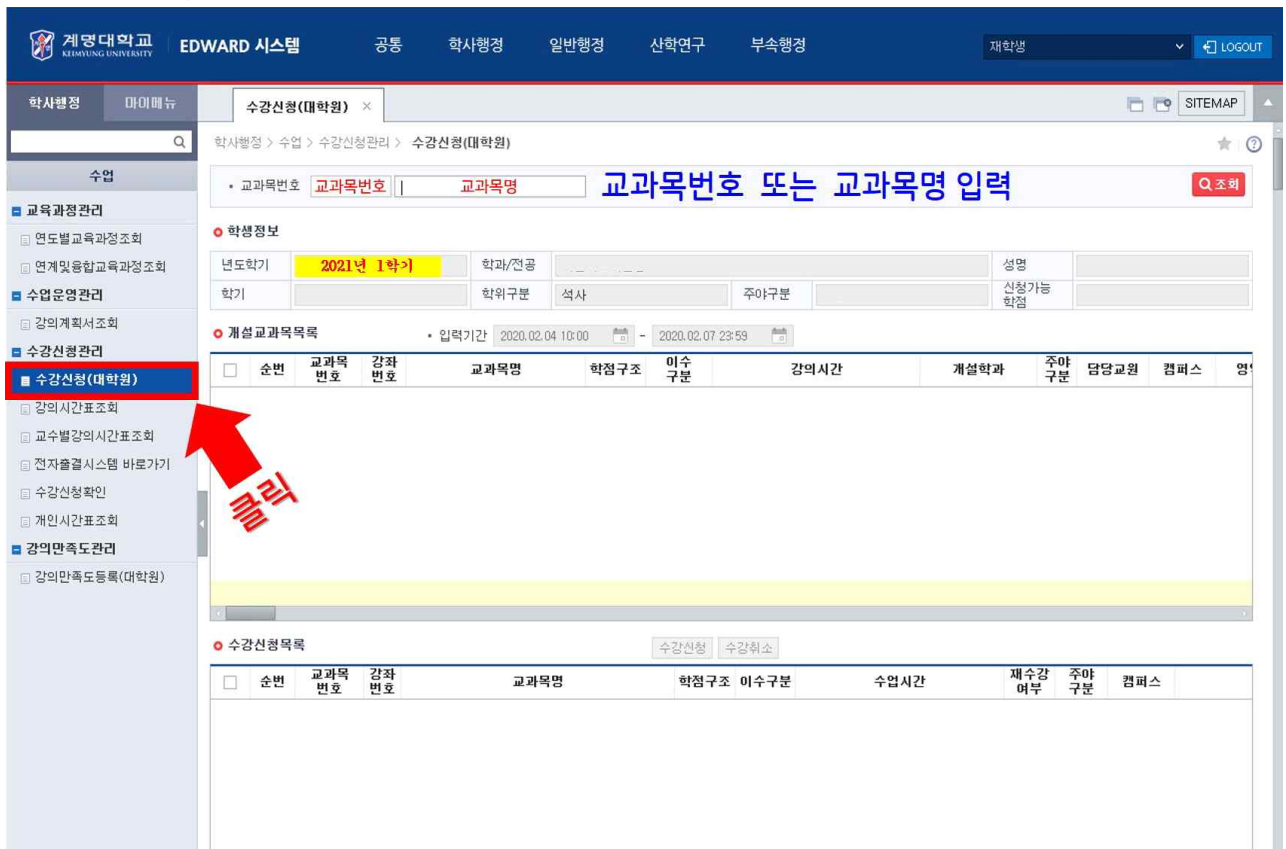 계명대학교 KEIMYUNG UNIVERSITY EDWARD 시스템 공통 학사행정 일반행정 산학연구 부속행정 재학생 LOGOUT
학사행정 마이메뉴 수강신청(대학원) × SITEMAP
학사행정 > 수업 > 수강신청관리 > 수강신청(대학원)
수업
교육과정관리
연도별교육과정조회
연계및융합교육과정조회
수업운영관리
강의계획서조회
수강신청관리
수강신청(대학원)
강의시간표조회
교수별강의시간표조회
전자출결시스템 바로가기
수강신청확인
개인시간표조회
강의만족도관리
강의만족도등록(대학원)
클릭
• 교과목번호 교과목번호 교과목명 교과목번호 또는 교과목명 입력 조회
학생정보
년도학기 2021년 1학기 학과/전공 성명
학기 학위구분 석사 주야구분 신청가능학점
개설교과목목록 • 입력기간 2020.02.04 10:00 - 2020.02.07 23:59
순번 교과목번호 강좌번호 교과목명 학점구조 이수구분 강의시간 개설학과 주야구분 담당교원 캠퍼스
수강신청목록 수강신청 수강취소
순번 교과목번호 강좌번호 교과목명 학점구조 이수구분 수업시간 재수강여부 주야구분 캠퍼스